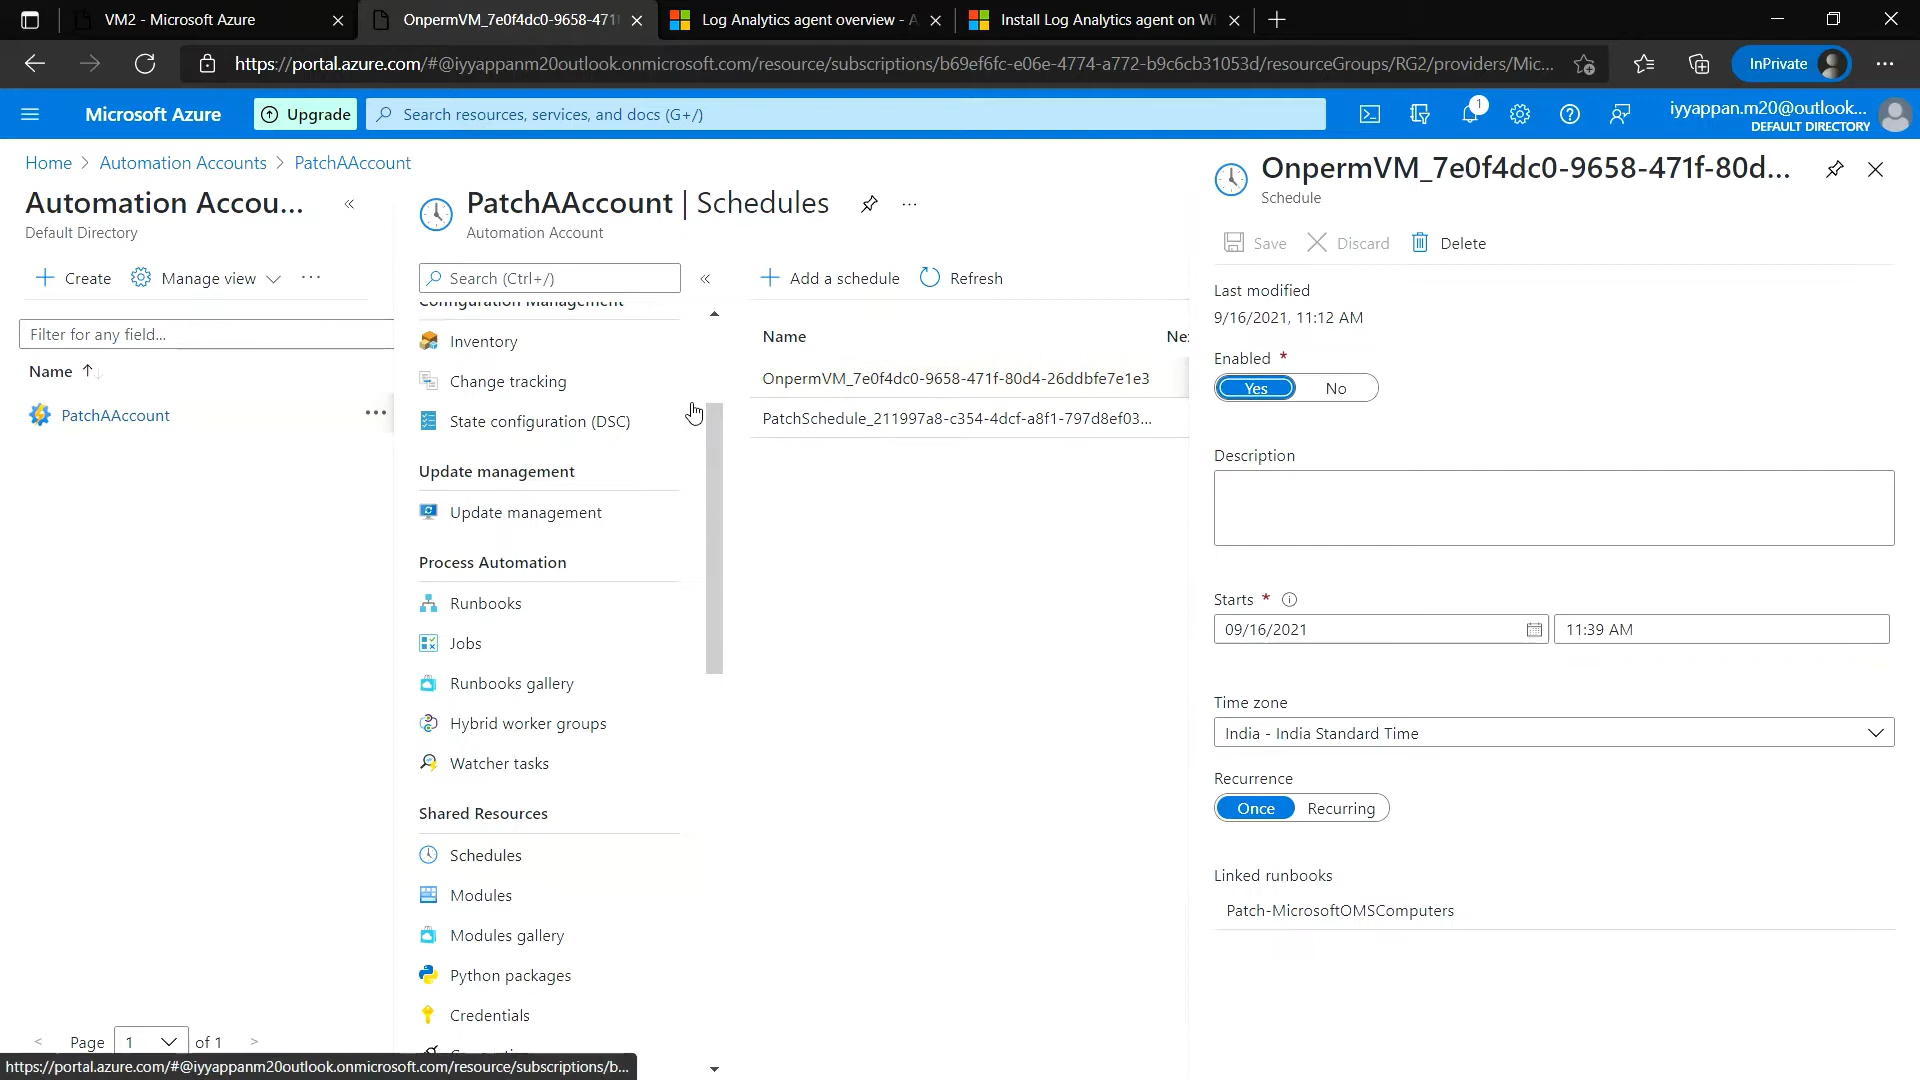 VM2 - Microsoft Azure
OnpermVM_7e0f4dc0-9658-471f
Log Analytics agent overview - A
Install Log Analytics agent on Wi
https://portal.azure.com/#@iyyappanm20outlook.onmicrosoft.com/resource/subscriptions/b69ef6fc-e06e-4774-a772-b9c6cb31053d/resourceGroups/RG2/providers/Mic...
InPrivate
Microsoft Azure
Upgrade
Search resources, services, and docs (G+/)
1
iyyappan.m20@outlook...
DEFAULT DIRECTORY
Home > Automation Accounts > PatchAAccount
Automation Accou...
Default Directory
Create
Manage view
Filter for any field...
Name ↑↓
PatchAAccount
< Page 1 of 1 >
PatchAAccount | Schedules
Automation Account
Search (Ctrl+/)
Configuration Management
Inventory
Change tracking
State configuration (DSC)
Update management
Update management
Process Automation
Runbooks
Jobs
Runbooks gallery
Hybrid worker groups
Watcher tasks
Shared Resources
Schedules
Modules
Modules gallery
Python packages
Credentials
Add a schedule
Refresh
Name
OnpermVM_7e0f4dc0-9658-471f-80d4-26ddbfe7e1e3
PatchSchedule_211997a8-c354-4dcf-a8f1-797d8ef03...
OnpermVM_7e0f4dc0-9658-471f-80d...
Schedule
Save
Discard
Delete
Last modified
9/16/2021, 11:12 AM
Enabled *
Yes No
Description
Starts *
09/16/2021
11:39 AM
Time zone
India - India Standard Time
Recurrence
Once Recurring
Linked runbooks
Patch-MicrosoftOMSComputers
https://portal.azure.com/#@iyyappanm20outlook.onmicrosoft.com/resource/subscriptions/b...